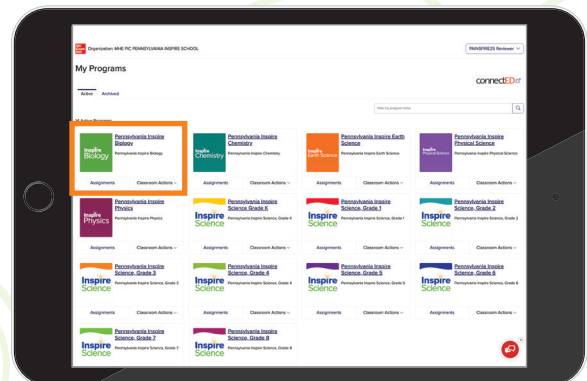 Mc Graw Hill
Organization: MHE PIC PENNSYLVANIA INSPIRE SCHOOL
PAINSPIRE25 Reviewer
My Programs
connectED
Active Archived
filter by program name
14 Active Programs
Inspire Biology
Pennsylvania Inspire Biology
Pennsylvania Inspire Biology
Assignments Classroom Actions
Inspire Chemistry
Pennsylvania Inspire Chemistry
Pennsylvania Inspire Chemistry
Assignments Classroom Actions
Inspire Earth Science
Pennsylvania Inspire Earth Science
Pennsylvania Inspire Earth Science
Assignments Classroom Actions
Inspire Physical Science
Pennsylvania Inspire Physical Science
Pennsylvania Inspire Physical Science
Assignments Classroom Actions
Inspire Physics
Pennsylvania Inspire Physics
Pennsylvania Inspire Physics
Assignments Classroom Actions
Inspire Science
Pennsylvania Inspire Science Grade K
Pennsylvania Inspire Science, Grade K
Assignments Classroom Actions
Inspire Science
Pennsylvania Inspire Science, Grade 1
Pennsylvania Inspire Science, Grade 1
Assignments Classroom Actions
Inspire Science
Pennsylvania Inspire Science, Grade 2
Pennsylvania Inspire Science, Grade 2
Assignments Classroom Actions
Inspire Science
Pennsylvania Inspire Science, Grade 3
Pennsylvania Inspire Science, Grade 3
Assignments Classroom Actions
Inspire Science
Pennsylvania Inspire Science, Grade 4
Pennsylvania Inspire Science, Grade 4
Assignments Classroom Actions
Inspire Science
Pennsylvania Inspire Science, Grade 5
Pennsylvania Inspire Science, Grade 5
Assignments Classroom Actions
Inspire Science
Pennsylvania Inspire Science, Grade 6
Pennsylvania Inspire Science, Grade 6
Assignments Classroom Actions
Inspire Science
Pennsylvania Inspire Science, Grade 7
Pennsylvania Inspire Science, Grade 7
Inspire Science
Pennsylvania Inspire Science, Grade 8
Pennsylvania Inspire Science, Grade 8